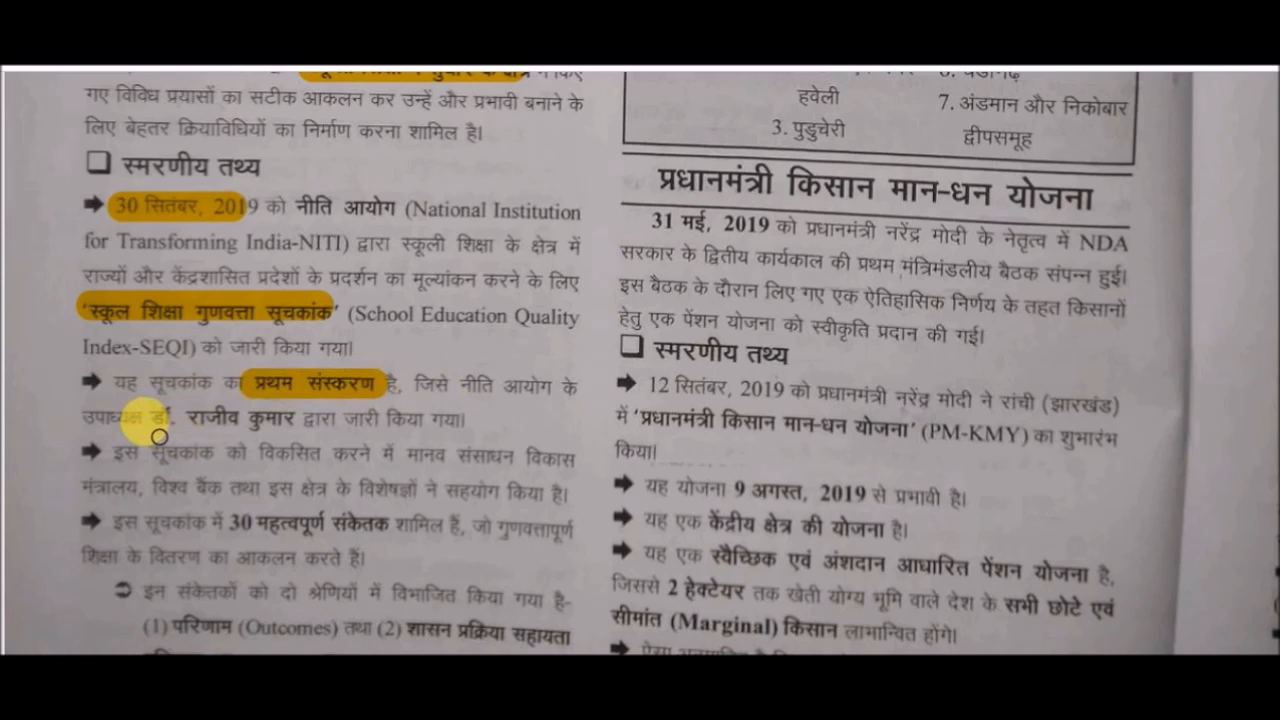 गए विविध प्रयासों का सटीक आकलन कर उन्हें और प्रभावी बनाने के
लिए बेहतर क्रियाविधियों का निर्माण करना शामिल है।
❑ स्मरणीय तथ्य
➡ 30 सितंबर, 2019 को नीति आयोग (National Institution
for Transforming India-NITI) द्वारा स्कूली शिक्षा के क्षेत्र में
राज्यों और केंद्रशासित प्रदेशों के प्रदर्शन का मूल्यांकन करने के लिए
'स्कूल शिक्षा गुणवत्ता सूचकांक' (School Education Quality
Index-SEQI) को जारी किया गया।
➡ यह सूचकांक का प्रथम संस्करण है, जिसे नीति आयोग के
उपाध्यक्ष डॉ. राजीव कुमार द्वारा जारी किया गया।
➡ इस सूचकांक को विकसित करने में मानव संसाधन विकास
मंत्रालय, विश्व बैंक तथा इस क्षेत्र के विशेषज्ञों ने सहयोग किया है।
➡ इस सूचकांक में 30 महत्वपूर्ण संकेतक शामिल हैं, जो गुणवत्तापूर्ण
शिक्षा के वितरण का आकलन करते हैं।
➲ इन संकेतकों को दो श्रेणियों में विभाजित किया गया है-
(1) परिणाम (Outcomes) तथा (2) शासन प्रक्रिया सहायता
हवेली
3. पुडुचेरी
8. चंडीगढ़
7. अंडमान और निकोबार
द्वीपसमूह
प्रधानमंत्री किसान मान-धन योजना
31 मई, 2019 को प्रधानमंत्री नरेंद्र मोदी के नेतृत्व में NDA
सरकार के द्वितीय कार्यकाल की प्रथम मंत्रिमंडलीय बैठक संपन्न हुई।
इस बैठक के दौरान लिए गए एक ऐतिहासिक निर्णय के तहत किसानों
हेतु एक पेंशन योजना को स्वीकृति प्रदान की गई।
❑ स्मरणीय तथ्य
➡ 12 सितंबर, 2019 को प्रधानमंत्री नरेंद्र मोदी ने रांची (झारखंड)
में 'प्रधानमंत्री किसान मान-धन योजना' (PM-KMY) का शुभारंभ
किया।
➡ यह योजना 9 अगस्त, 2019 से प्रभावी है।
➡ यह एक केंद्रीय क्षेत्र की योजना है।
➡ यह एक स्वैच्छिक एवं अंशदान आधारित पेंशन योजना है,
जिससे 2 हेक्टेयर तक खेती योग्य भूमि वाले देश के सभी छोटे एवं
सीमांत (Marginal) किसान लाभान्वित होंगे।